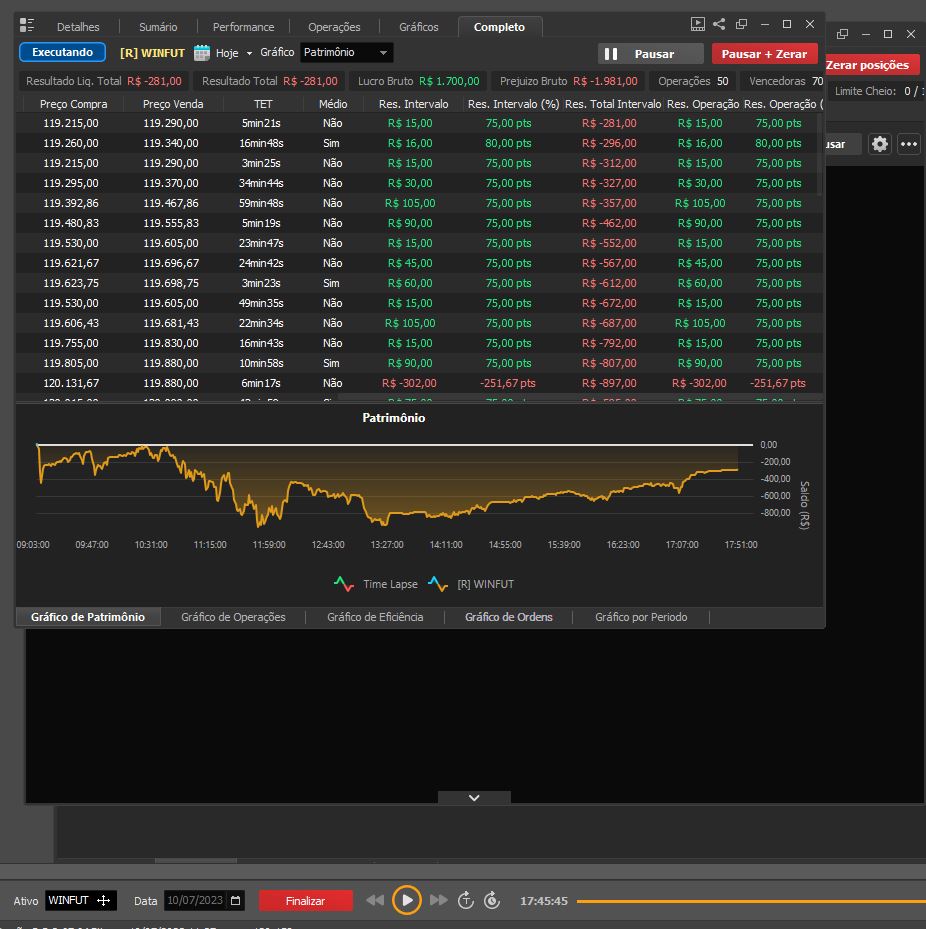 Detalhes Sumário Performance Operações Gráficos Completo
Executando [R] WINFUT Hoje Gráfico Patrimônio Pausar Pausar + Zerar Zerar posições
Resultado Liq. Total R$ -281,00 Resultado Total R$ -281,00 Lucro Bruto R$ 1.700,00 Prejuizo Bruto R$ -1.981,00 Operações 50 Vencedoras 70 Limite Cheio: 0 /
Preço Compra Preço Venda TET Médio Res. Intervalo Res. Intervalo (%) Res. Total Intervalo Res. Operação Res. Operação (
119.215,00 119.290,00 5min21s Não R$ 15,00 75,00 pts R$ -281,00 R$ 15,00 75,00 pts
119.260,00 119.340,00 16min48s Sim R$ 16,00 80,00 pts R$ -296,00 R$ 16,00 80,00 pts
usar
119.215,00 119.290,00 3min25s Não R$ 15,00 75,00 pts R$ -312,00 R$ 15,00 75,00 pts
119.295,00 119.370,00 34min44s Não R$ 30,00 75,00 pts R$ -327,00 R$ 30,00 75,00 pts
119.392,86 119.467,86 59min48s Não R$ 105,00 75,00 pts R$ -357,00 R$ 105,00 75,00 pts
119.480,83 119.555,83 5min19s Não R$ 90,00 75,00 pts R$ -462,00 R$ 90,00 75,00 pts
119.530,00 119.605,00 23min47s Não R$ 15,00 75,00 pts R$ -552,00 R$ 15,00 75,00 pts
119.621,67 119.696,67 24min42s Não R$ 45,00 75,00 pts R$ -567,00 R$ 45,00 75,00 pts
119.623,75 119.698,75 3min23s Sim R$ 60,00 75,00 pts R$ -612,00 R$ 60,00 75,00 pts
119.530,00 119.605,00 49min35s Não R$ 15,00 75,00 pts R$ -672,00 R$ 15,00 75,00 pts
119.606,43 119.681,43 22min34s Não R$ 105,00 75,00 pts R$ -687,00 R$ 105,00 75,00 pts
119.755,00 119.830,00 16min43s Não R$ 15,00 75,00 pts R$ -792,00 R$ 15,00 75,00 pts
119.805,00 119.880,00 10min58s Sim R$ 90,00 75,00 pts R$ -807,00 R$ 90,00 75,00 pts
120.131,67 119.880,00 6min17s Não R$ -302,00 -251,67 pts R$ -897,00 R$ -302,00 -251,67 pts
Patrimônio
0,00
-200,00
-400,00
-600,00
-800,00
Saldo (R$)
09:03:00 09:47:00 10:31:00 11:15:00 11:59:00 12:43:00 13:27:00 14:11:00 14:55:00 15:39:00 16:23:00 17:07:00 17:51:00
Time Lapse [R] WINFUT
Gráfico de Patrimônio Gráfico de Operações Gráfico de Eficiência Gráfico de Ordens Gráfico por Periodo
Ativo WINFUT Data 10/07/2023 Finalizar 17:45:45